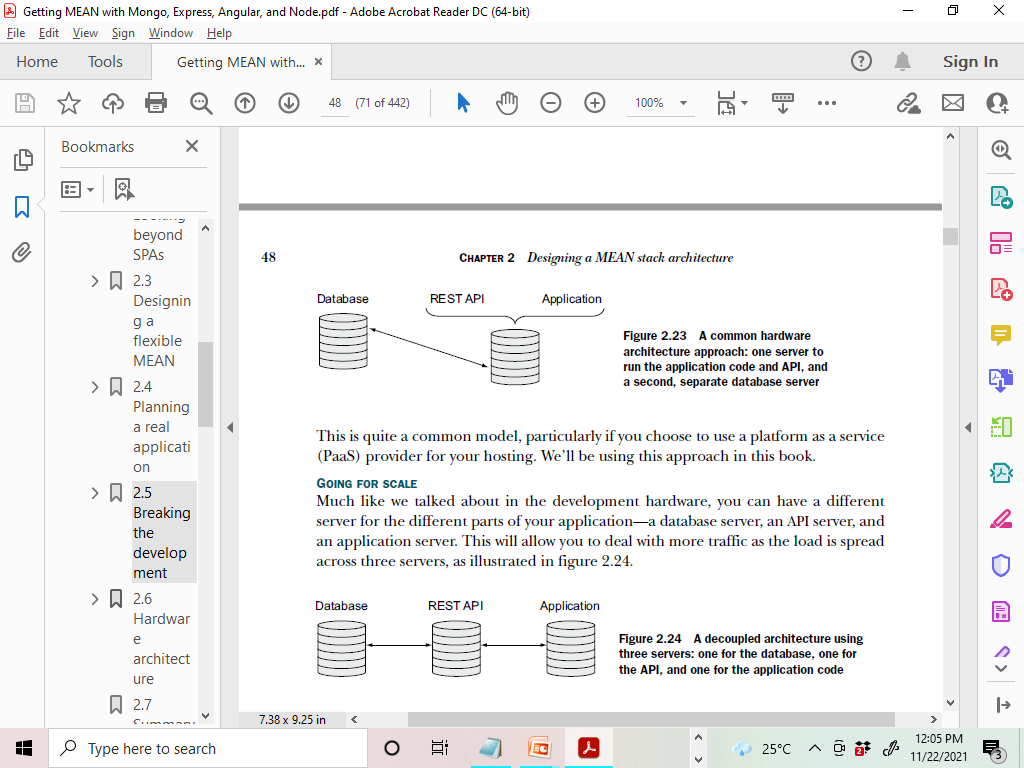 Getting MEAN with Mongo, Express, Angular, and Node.pdf - Adobe Acrobat Reader DC (64-bit)
File Edit View Sign Window Help
Home Tools Getting MEAN with... × Sign In
48 (71 of 442) 100%
Bookmarks
beyond
SPAs
2.3
Designin
g a
flexible
MEAN
2.4
Planning
a real
applicati
on
2.5
Breaking
the
develop
ment
2.6
Hardwar
e
architect
ure
2.7
Summary
48 CHAPTER 2 Designing a MEAN stack architecture
Database REST API Application
Figure 2.23 A common hardware
architecture approach: one server to
run the application code and API, and
a second, separate database server
This is quite a common model, particularly if you choose to use a platform as a service
(PaaS) provider for your hosting. We'll be using this approach in this book.
GOING FOR SCALE
Much like we talked about in the development hardware, you can have a different
server for the different parts of your application—a database server, an API server, and
an application server. This will allow you to deal with more traffic as the load is spread
across three servers, as illustrated in figure 2.24.
Database REST API Application
Figure 2.24 A decoupled architecture using
three servers: one for the database, one for
the API, and one for the application code
7.38 x 9.25 in
Type here to search
25°C
2
12:05 PM
11/22/2021
3